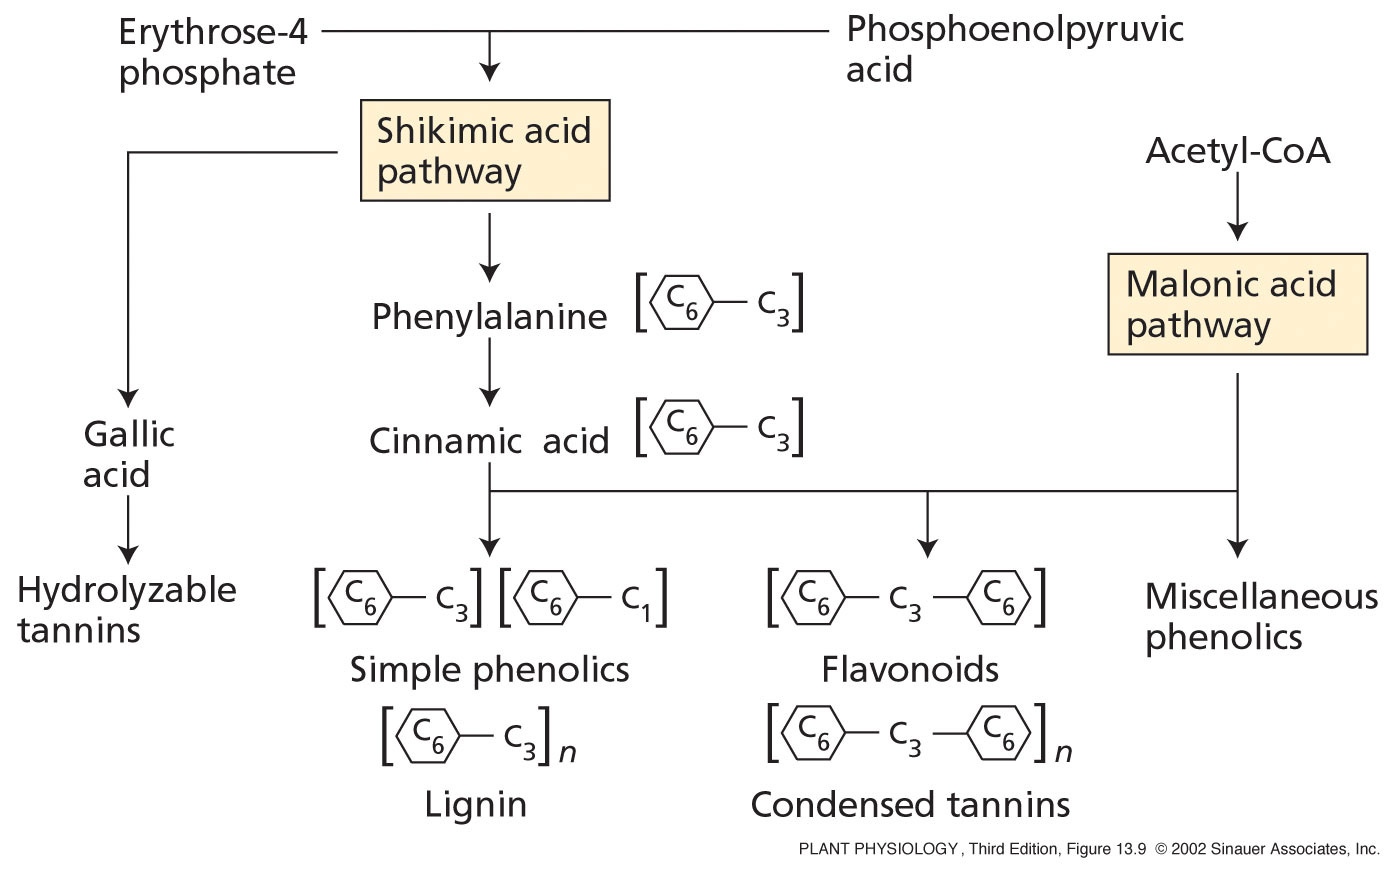 Erythrose-4
phosphate
Phosphoenolpyruvic
acid
Shikimic acid
pathway
Acetyl-CoA
Malonic acid
pathway
Phenylalanine [C6 — C3]
Gallic
acid
Cinnamic acid [C6 — C3]
Hydrolyzable
tannins
[C6 — C3] [C6 — C1]
Simple phenolics
[C6 — C3]n
Lignin
[C6 — C3 — C6]
Flavonoids
[C6 — C3 — C6]n
Condensed tannins
Miscellaneous
phenolics
PLANT PHYSIOLOGY, Third Edition, Figure 13.9 © 2002 Sinauer Associates, Inc.